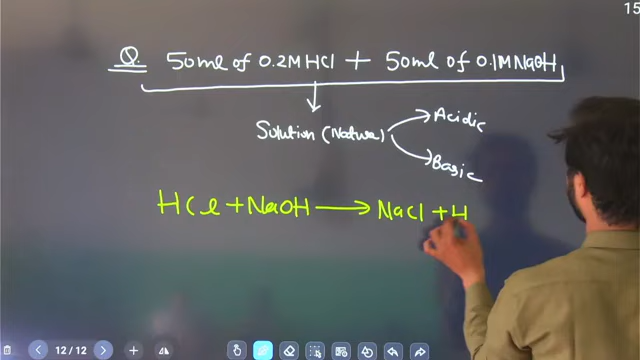 15
Q. 50ml of 0.2M HCl + 50ml of 0.1M NaOH
Solution (Nature)
Acidic
Basic
HCl + NaOH → NaCl + H
12/12